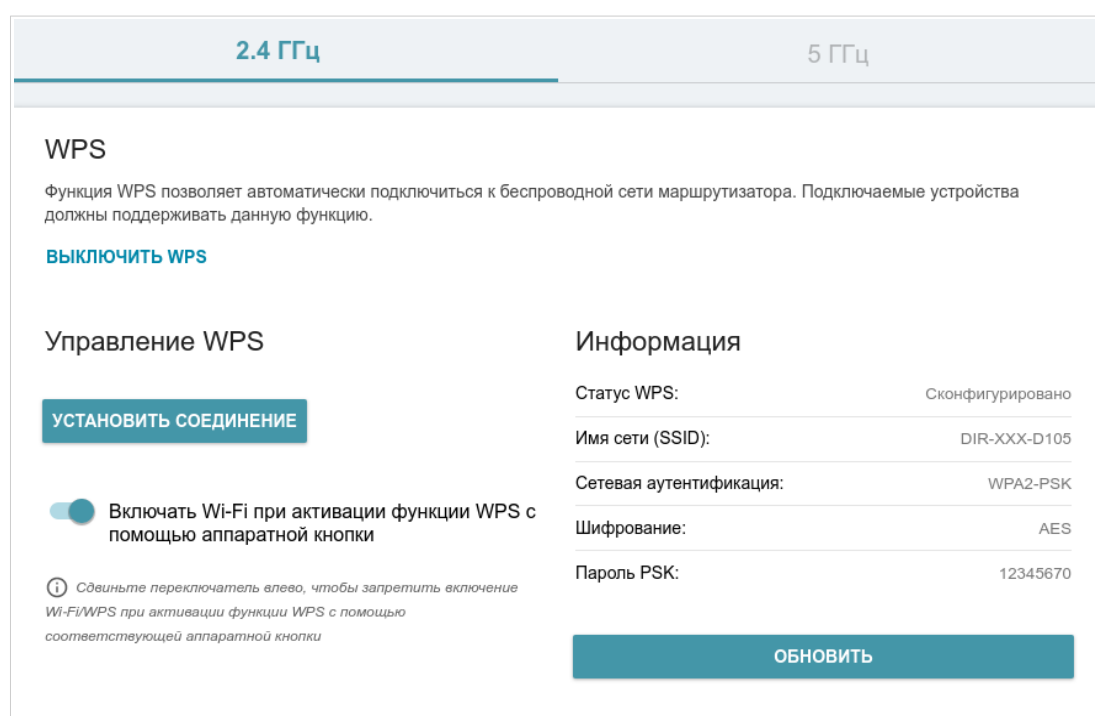 2.4 ГГц
5 ГГц
WPS
Функция WPS позволяет автоматически подключиться к беспроводной сети маршрутизатора. Подключаемые устройства
должны поддерживать данную функцию.
ВЫКЛЮЧИТЬ WPS
Управление WPS
УСТАНОВИТЬ СОЕДИНЕНИЕ
Включать Wi-Fi при активации функции WPS с
помощью аппаратной кнопки
Сдвиньте переключатель влево, чтобы запретить включение
Wi-Fi/WPS при активации функции WPS с помощью
соответствующей аппаратной кнопки
Информация
Статус WPS: Сконфигурировано
Имя сети (SSID): DIR-XXX-D105
Сетевая аутентификация: WPA2-PSK
Шифрование: AES
Пароль PSK: 12345670
ОБНОВИТЬ